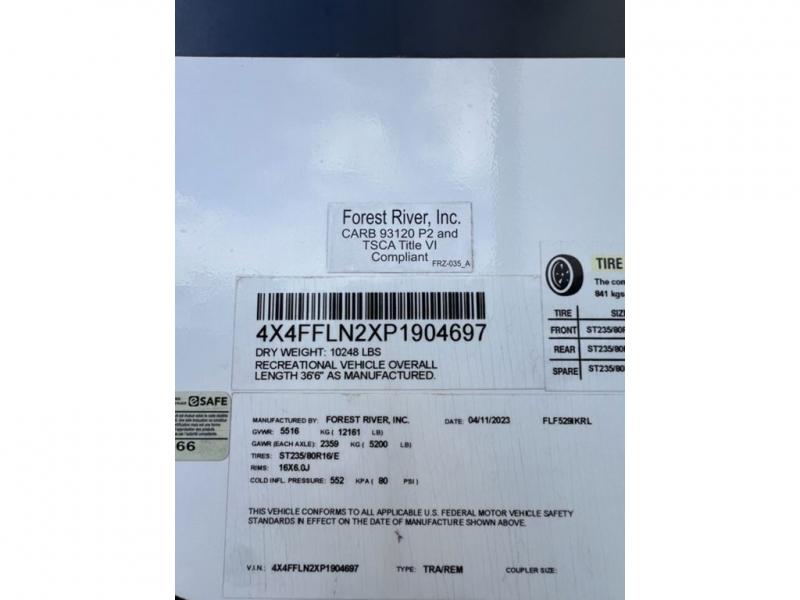 Forest River, Inc.
CARB 93120 P2 and
TSCA Title VI
Compliant
FRZ-035_A
4X4FFLN2XP1904697
DRY WEIGHT: 10248 LBS
RECREATIONAL VEHICLE OVERALL
LENGTH 36'6" AS MANUFACTURED.
TIRE
The com
841 kgs
TIRE SIZ
FRONT ST235/80R
REAR ST235/80R
SPARE ST235/80
eSAFE
66
MANUFACTURED BY: FOREST RIVER, INC. DATE: 04/11/2023 FLF529IKRL
GVWR: 5516 KG ( 12161 LB)
GAWR (EACH AXLE): 2359 KG ( 5200 LB)
TIRES: ST235/80R16/E
RIMS: 16X6.0J
COLD INFL. PRESSURE: 552 KPA ( 80 PSI)
THIS VEHICLE CONFORMS TO ALL APPLICABLE U.S. FEDERAL MOTOR VEHICLE SAFETY
STANDARDS IN EFFECT ON THE DATE OF MANUFACTURE SHOWN ABOVE.
V.I.N.: 4X4FFLN2XP1904697 TYPE: TRA/REM COUPLER SIZE: